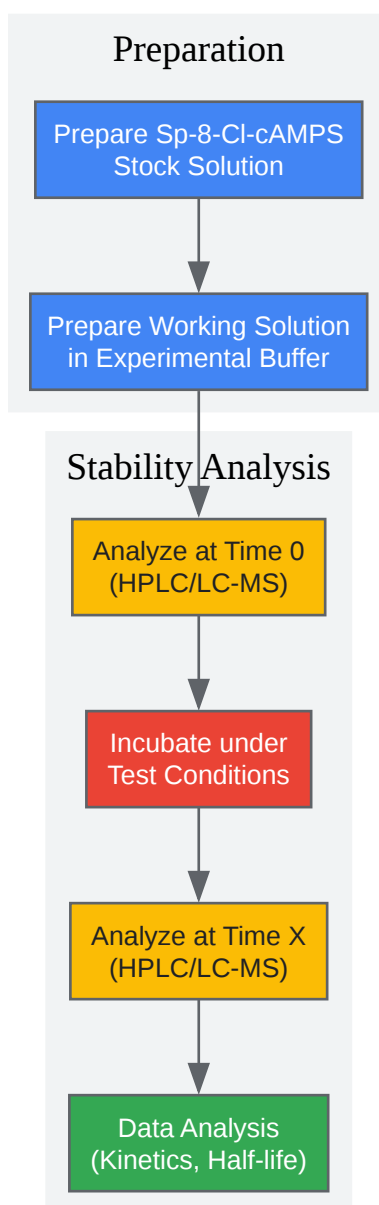 Preparation
Prepare Sp-8-Cl-cAMPS
Stock Solution
Prepare Working Solution
in Experimental Buffer
Stability Analysis
Analyze at Time 0
(HPLC/LC-MS)
Incubate under
Test Conditions
Analyze at Time X
(HPLC/LC-MS)
Data Analysis
(Kinetics, Half-life)